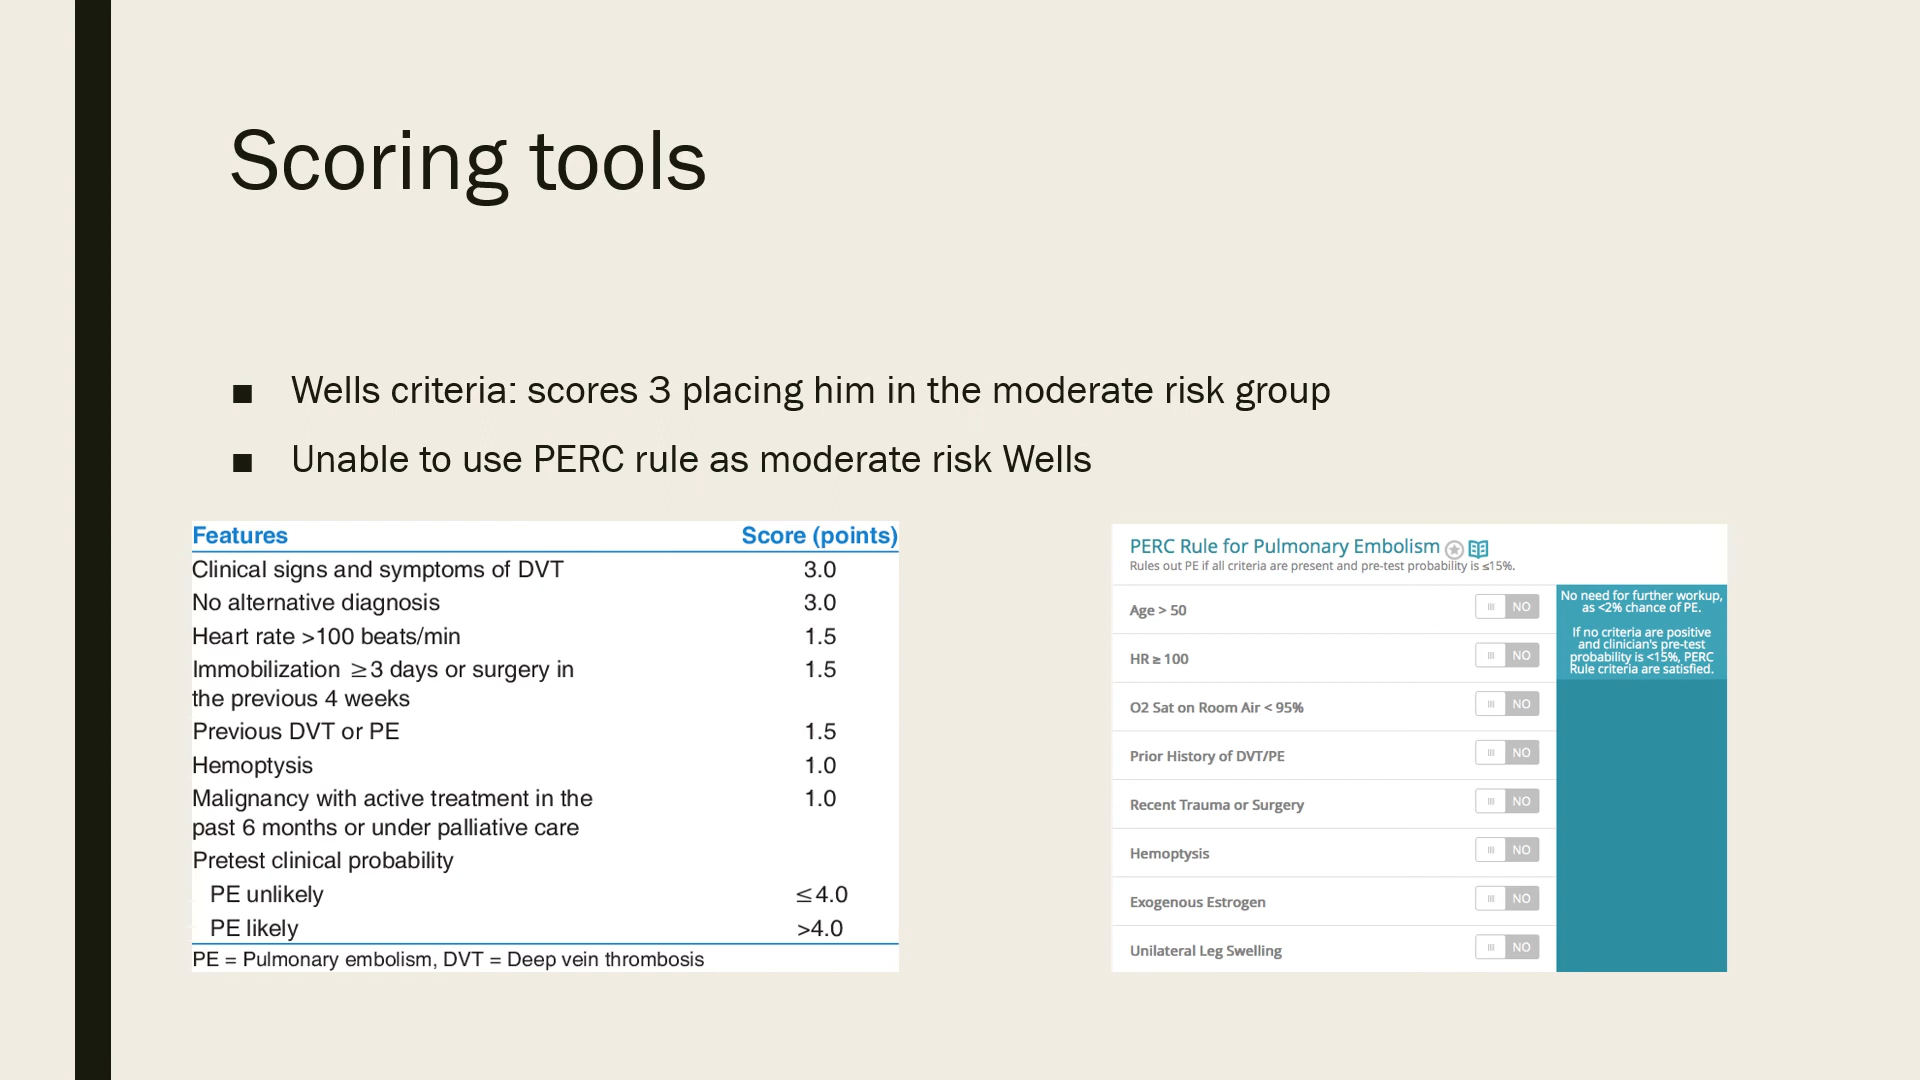 Scoring tools
■ Wells criteria: scores 3 placing him in the moderate risk group
■ Unable to use PERC rule as moderate risk Wells
Features Score (points)
Clinical signs and symptoms of DVT 3.0
No alternative diagnosis 3.0
Heart rate >100 beats/min 1.5
Immobilization ≥3 days or surgery in 1.5
the previous 4 weeks
Previous DVT or PE 1.5
Hemoptysis 1.0
Malignancy with active treatment in the 1.0
past 6 months or under palliative care
Pretest clinical probability
PE unlikely ≤4.0
PE likely >4.0
PE = Pulmonary embolism, DVT = Deep vein thrombosis
PERC Rule for Pulmonary Embolism
Rules out PE if all criteria are present and pre-test probability is ≤15%.
Age > 50 NO
HR ≥ 100 NO
O2 Sat on Room Air < 95% NO
Prior History of DVT/PE NO
Recent Trauma or Surgery NO
Hemoptysis NO
Exogenous Estrogen NO
Unilateral Leg Swelling NO
No need for further workup,
as <2% chance of PE.
If no criteria are positive
and clinician's pre-test
probability is <15%, PERC
Rule criteria are satisfied.